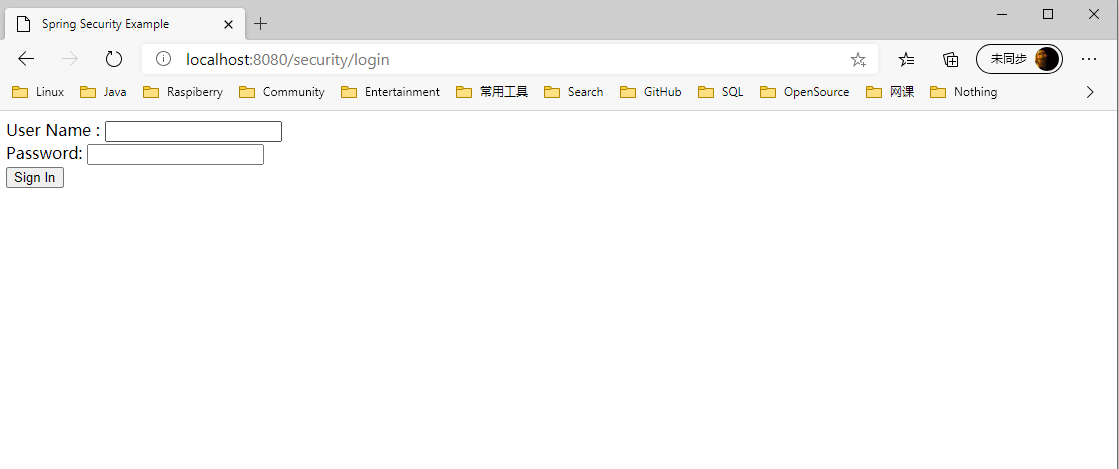 Spring Security Example
localhost:8080/security/login
未同步
Linux Java Raspiberry Community Entertainment 常用工具 Search GitHub SQL OpenSource 网课 Nothing
User Name :
Password:
Sign In